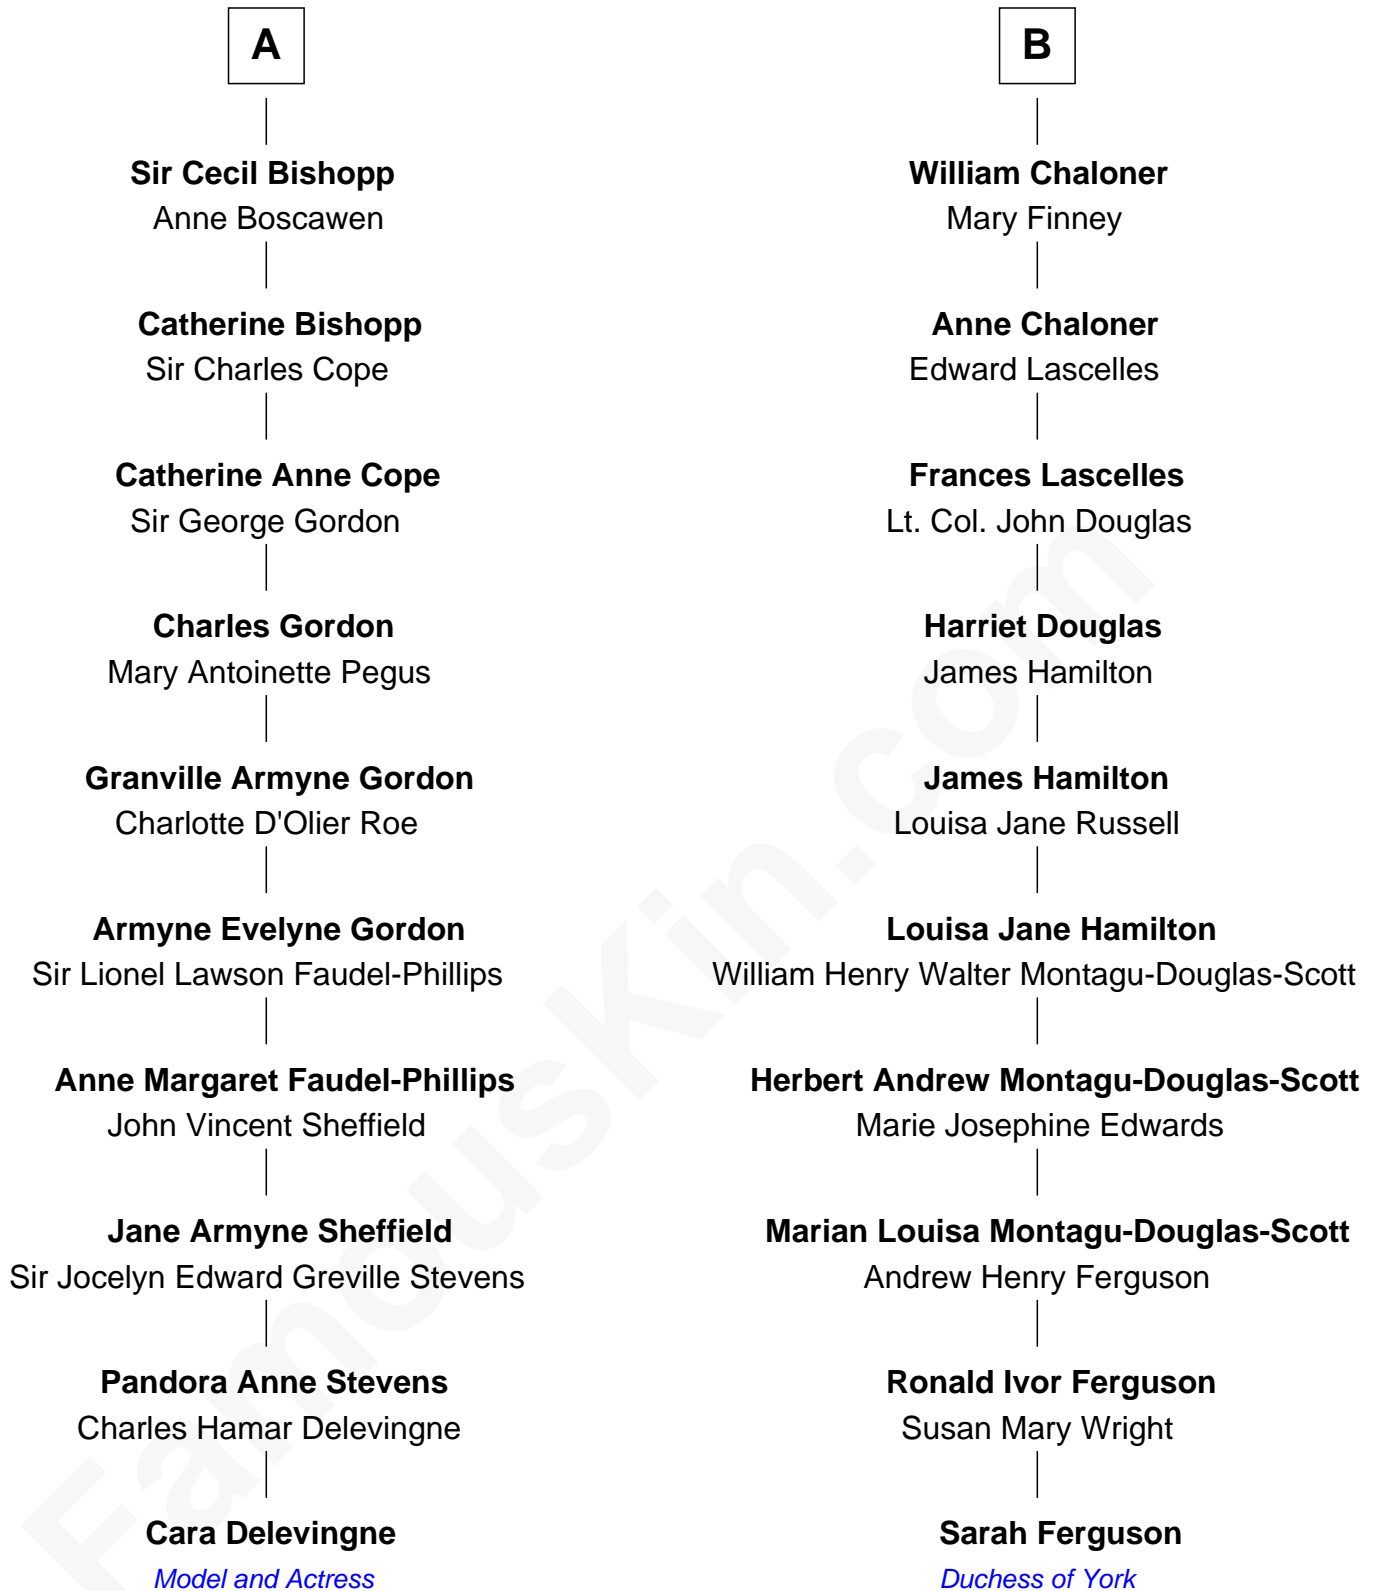 A
Sir Cecil Bishopp
Anne Boscawen
Catherine Bishopp
Sir Charles Cope
Catherine Anne Cope
Sir George Gordon
Charles Gordon
Mary Antoinette Pegus
Granville Armyne Gordon
Charlotte D'Olier Roe
Armyne Evelyne Gordon
Sir Lionel Lawson Faudel-Phillips
Anne Margaret Faudel-Phillips
John Vincent Sheffield
Jane Armyne Sheffield
Sir Jocelyn Edward Greville Stevens
Pandora Anne Stevens
Charles Hamar Delevingne
Cara Delevingne
Model and Actress
B
William Chaloner
Mary Finney
Anne Chaloner
Edward Lascelles
Frances Lascelles
Lt. Col. John Douglas
Harriet Douglas
James Hamilton
James Hamilton
Louisa Jane Russell
Louisa Jane Hamilton
William Henry Walter Montagu-Douglas-Scott
Herbert Andrew Montagu-Douglas-Scott
Marie Josephine Edwards
Marian Louisa Montagu-Douglas-Scott
Andrew Henry Ferguson
Ronald Ivor Ferguson
Susan Mary Wright
Sarah Ferguson
Duchess of York
FamousKin.com